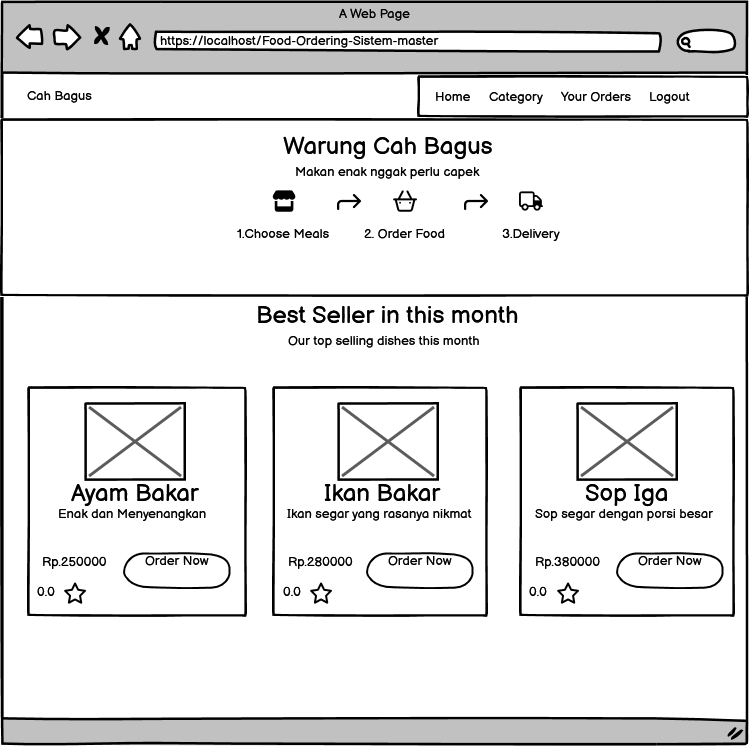 A Web Page
https://localhost/Food-Ordering-Sistem-master
Cah Bagus
Home Category Your Orders Logout
Warung Cah Bagus
Makan enak nggak perlu capek
1.Choose Meals 2. Order Food 3.Delivery
Best Seller in this month
Our top selling dishes this month
Ayam Bakar
Enak dan Menyenangkan
Rp.250000 Order Now
0.0
Ikan Bakar
Ikan segar yang rasanya nikmat
Rp.280000 Order Now
0.0
Sop Iga
Sop segar dengan porsi besar
Rp.380000 Order Now
0.0